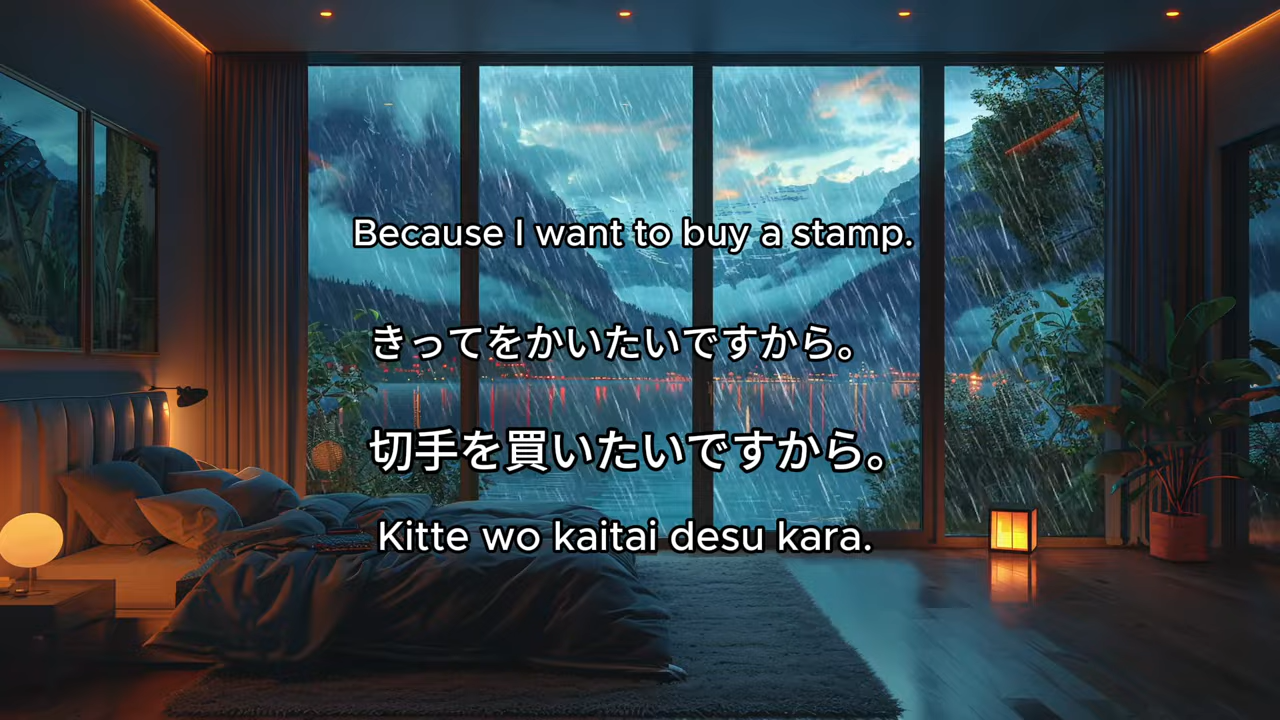 Because I want to buy a stamp.
きってをかいたいですから。
切手を買いたいですから。
Kitte wo kaitai desu kara.